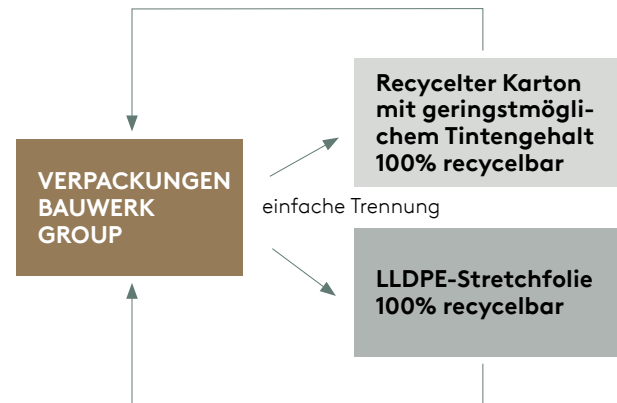 Recycelter Karton
mit geringstmögli-
chem Tintengehalt
100% recycelbar
VERPACKUNGEN
BAUWERK
GROUP
einfache Trennung
LLDPE-Stretchfolie
100% recycelbar